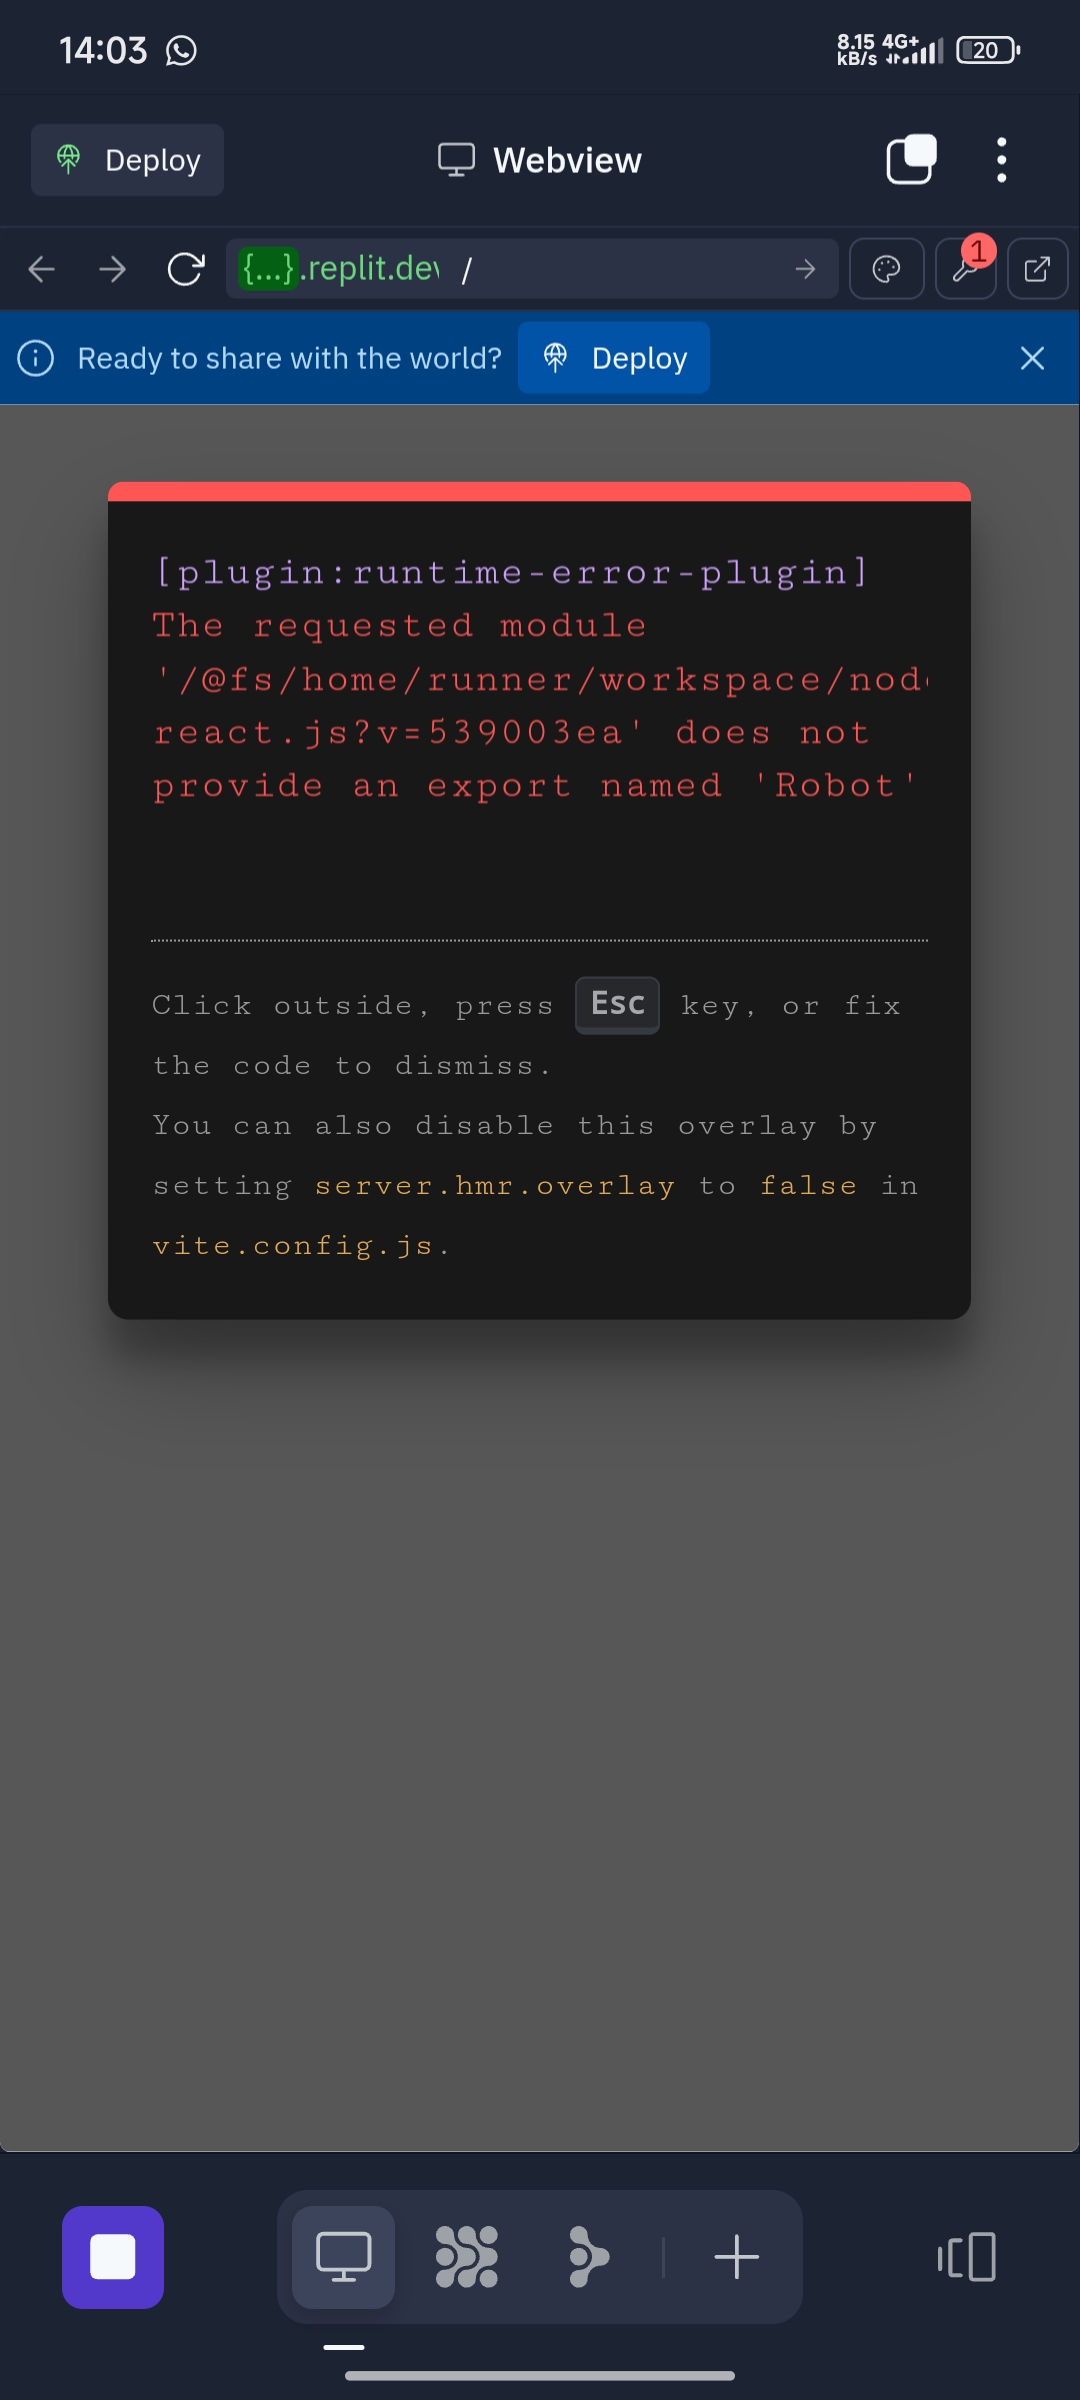 14:03
8.15 4G+
kB/s
20
Deploy
Webview
{...}.replit.dev /
1
Ready to share with the world?
Deploy
[plugin:runtime-error-plugin]
The requested module
'/@fs/home/runner/workspace/nod
react.js?v=539003ea' does not
provide an export named 'Robot'
Click outside, press Esc key, or fix
the code to dismiss.
You can also disable this overlay by
setting server.hmr.overlay to false in
vite.config.js.